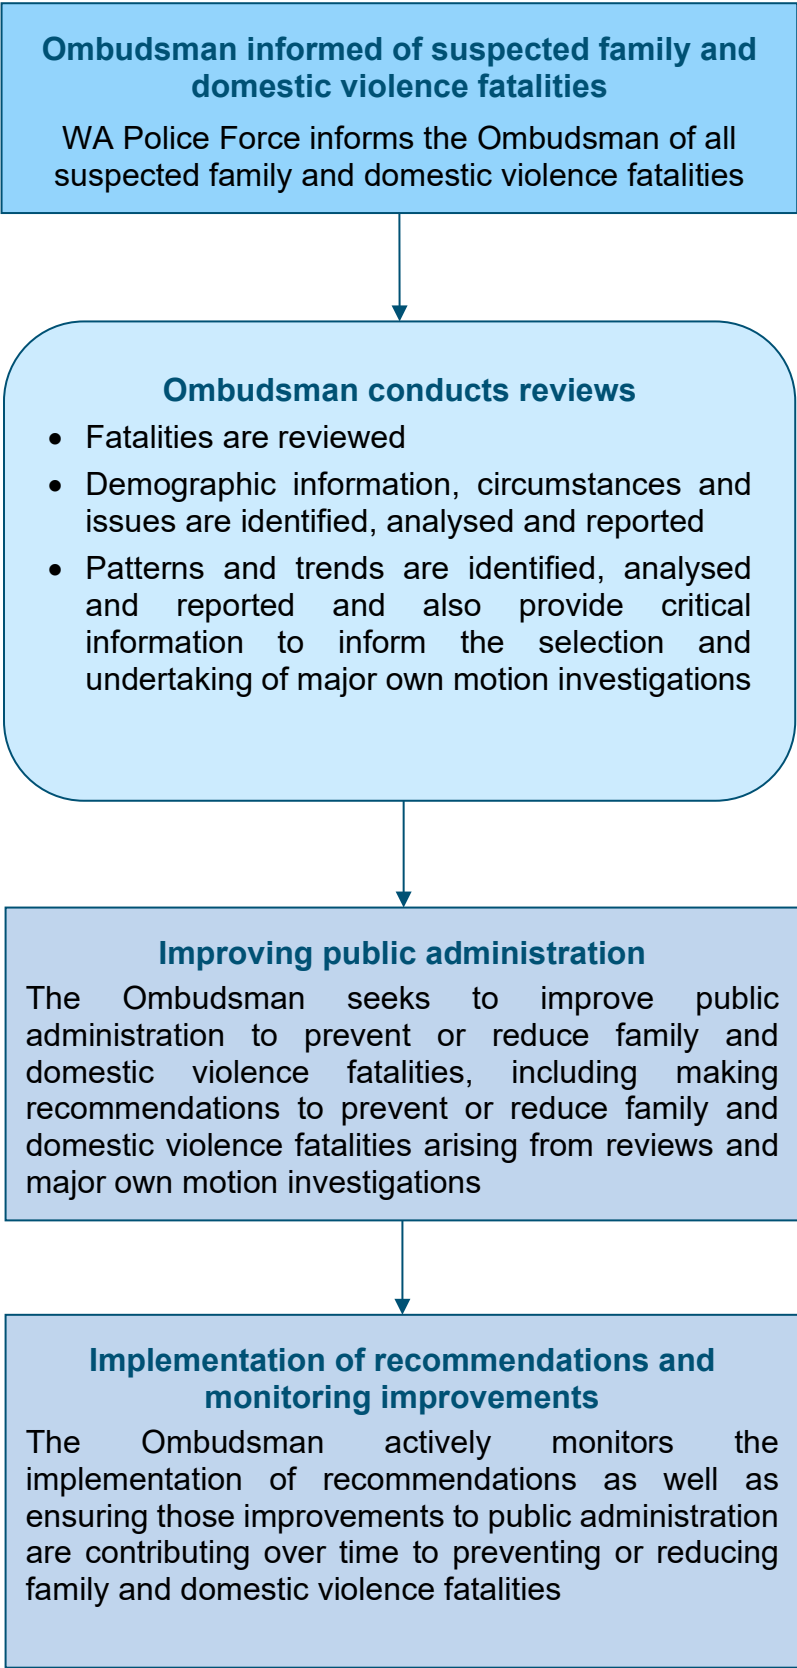 Ombudsman informed of suspected family and
domestic violence fatalities
WA Police Force informs the Ombudsman of all
suspected family and domestic violence fatalities
Ombudsman conducts reviews
• Fatalities are reviewed
• Demographic information, circumstances and
issues are identified, analysed and reported
• Patterns and trends are identified, analysed
and reported and also provide critical
information to inform the selection and
undertaking of major own motion investigations
Improving public administration
The Ombudsman seeks to improve public
administration to prevent or reduce family and
domestic violence fatalities, including making
recommendations to prevent or reduce family and
domestic violence fatalities arising from reviews and
major own motion investigations
Implementation of recommendations and
monitoring improvements
The Ombudsman actively monitors the
implementation of recommendations as well as
ensuring those improvements to public administration
are contributing over time to preventing or reducing
family and domestic violence fatalities